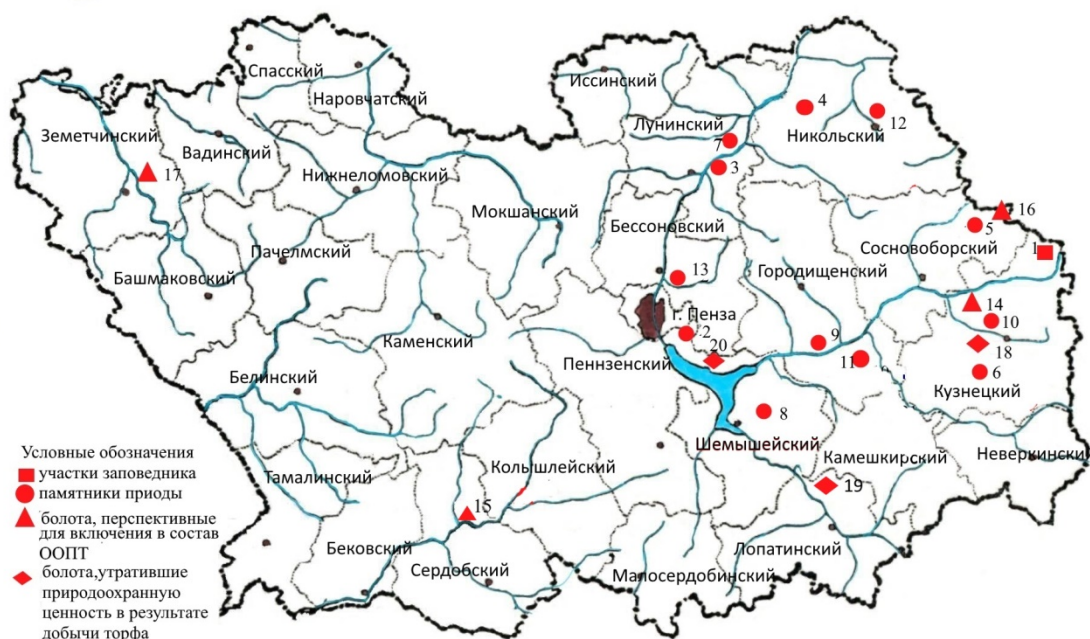 Спасский
Наровчатский
Иссинский
4
12
Никольский
Земетчинский
Вадинский
Лунинский
7
3
17
Нижнеломовский
Мокшанский
Бессоновский
16
5
Сосновоборский
1
Пачелмский
Башмаковский
13
Городищенский
14
г. Пенза
2
10
Каменский
9
20
11
18
Пеннзенский
6
Кузнецкий
Белинский
8
Шемышейский
Тамалинский
Колышлейский
Камешкирский
Неверкинский
19
15
Бековский
Сердобский
Лопатинский
Малосердобинский
Условные обозначения
участки заповедника
памятники приоды
болота, перспективные
для включения в состав
ООПТ
болота,утратившие
природоохранную
ценность в результате
добычи торфа